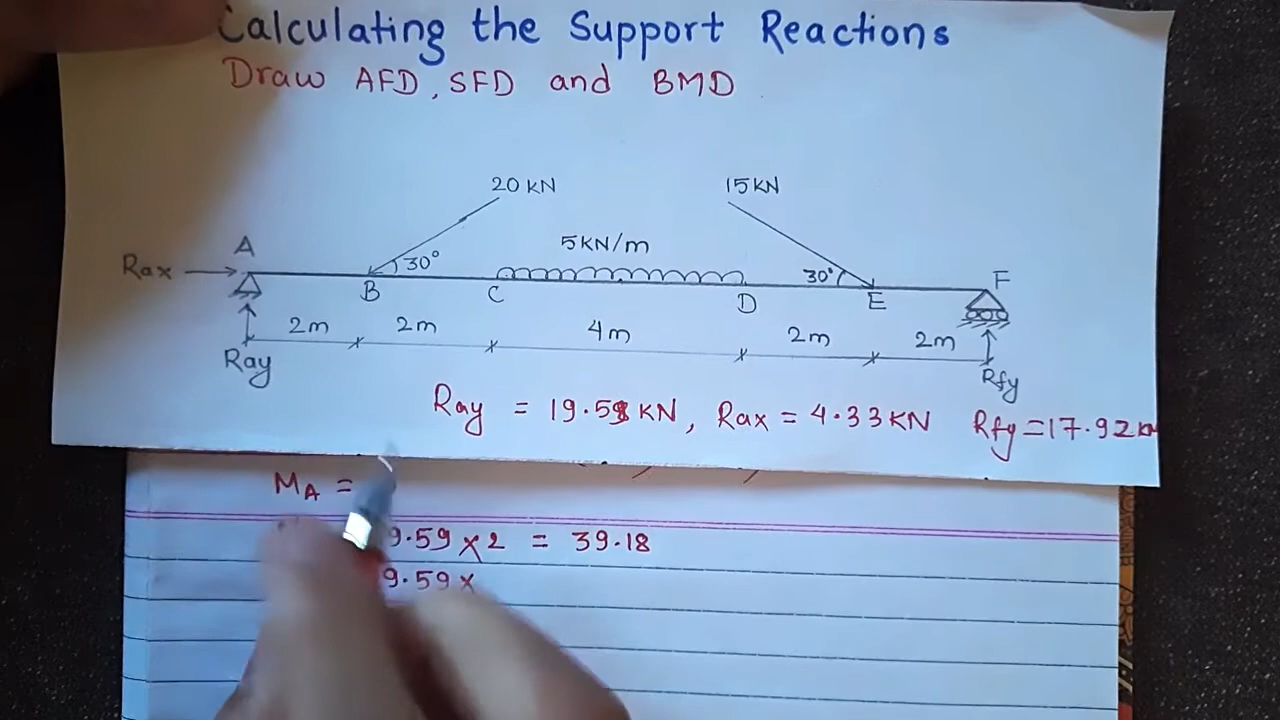 Calculating the Support Reactions
Draw AFD, SFD and BMD
20 KN 15 KN
5KN/m
A 30° 30° F
Rax
B C D E
2m 2m 4m 2m 2m
Ray Rfy
Ray = 19.59 KN, Rax = 4.33 KN Rfy = 17.92 KN
MA =
9.59 × 2 = 39.18
9.59 ×